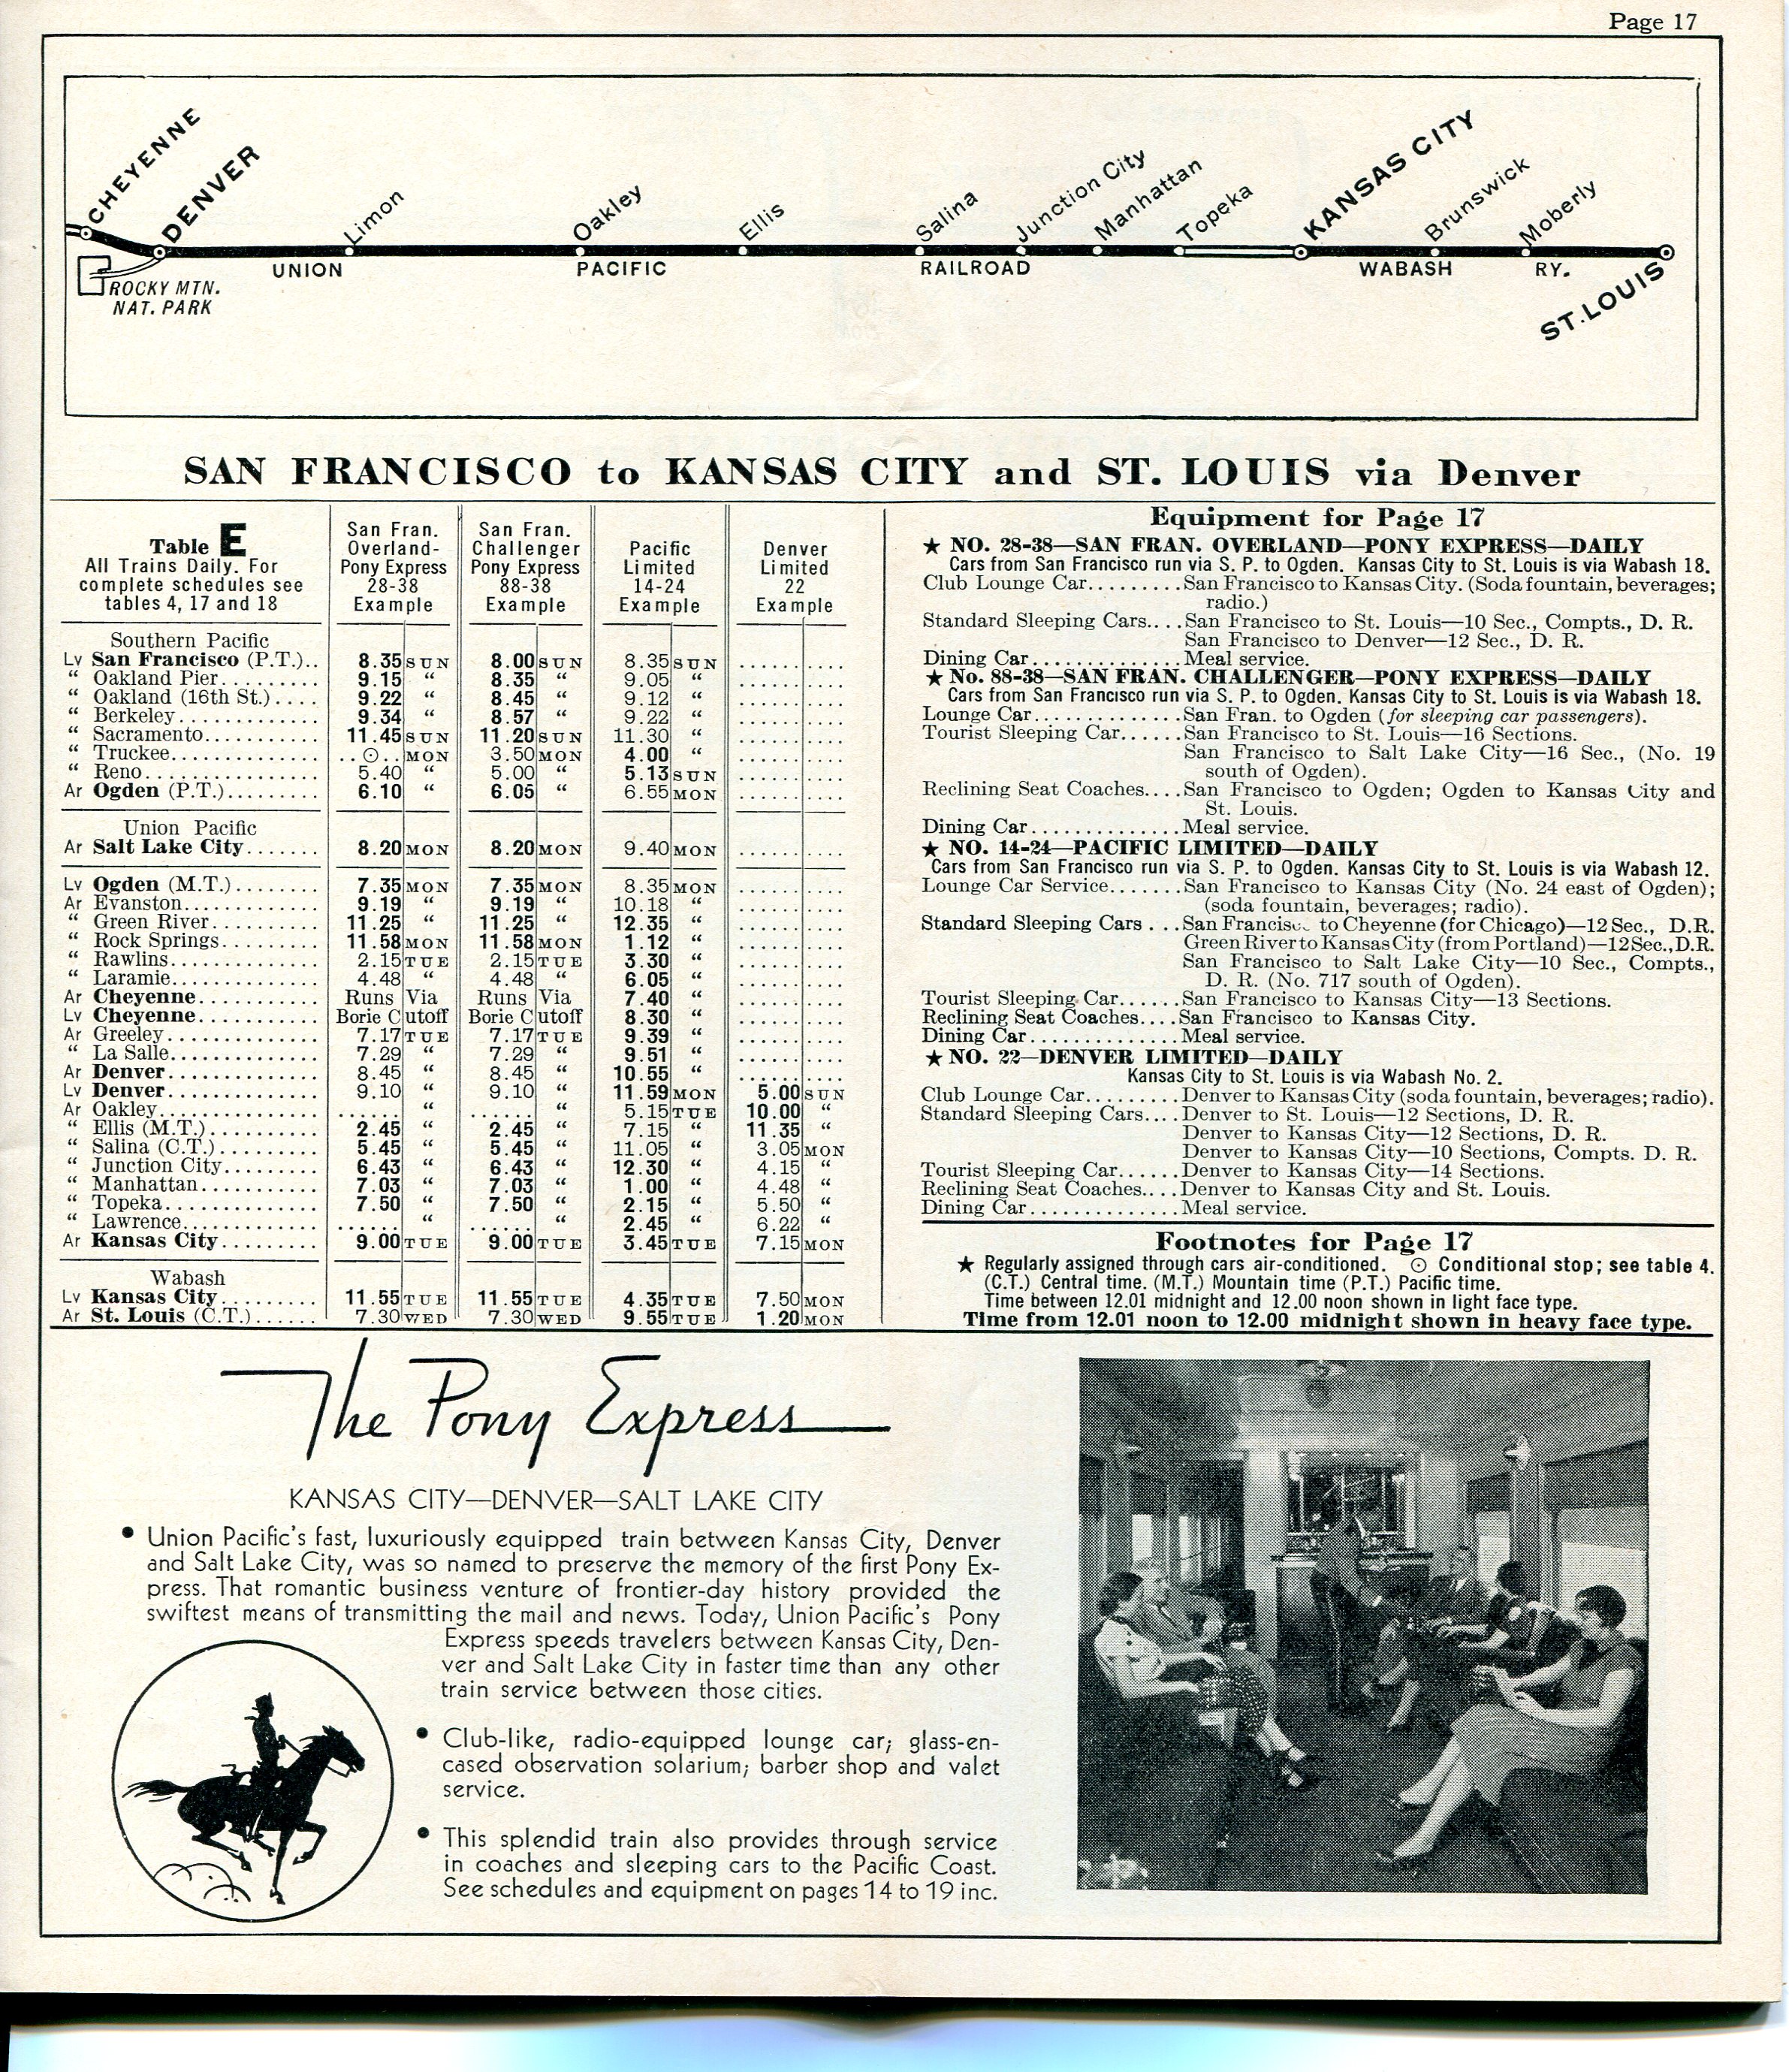 Page 17
CHEYENNE
DENVER
Limon
Oakley
Ellis
Salina
Junction City
Manhattan
Topeka
KANSAS CITY
Brunswick
Moberly
ST. LOUIS
UNION PACIFIC RAILROAD WABASH RY.
ROCKY MTN.
NAT. PARK
SAN FRANCISCO to KANSAS CITY and ST. LOUIS via Denver
Table E
All Trains Daily. For
complete schedules see
tables 4, 17 and 18
San Fran.
Overland-
Pony Express
28-38
Example
San Fran.
Challenger
Pony Express
88-38
Example
Pacific
Limited
14-24
Example
Denver
Limited
22
Example
Southern Pacific
Lv San Francisco (P.T.).. 8.35 SUN 8.00 SUN 8.35 SUN ...... ....
“ Oakland Pier......... 9.15 “ 8.35 “ 9.05 “ ...... ....
“ Oakland (16th St.).... 9.22 “ 8.45 “ 9.12 “ ...... ....
“ Berkeley............. 9.34 “ 8.57 “ 9.22 “ ...... ....
“ Sacramento........... 11.45 SUN 11.20 SUN 11.30 “ ...... ....
“ Truckee.............. ..⊙.. MON 3.50 MON 4.00 “ ...... ....
“ Reno................. 5.40 “ 5.00 “ 5.13 SUN ...... ....
Ar Ogden (P.T.)......... 6.10 “ 6.05 “ 6.55 MON ...... ....
Union Pacific
Ar Salt Lake City....... 8.20 MON 8.20 MON 9.40 MON ...... ....
Lv Ogden (M.T.)........ 7.35 MON 7.35 MON 8.35 MON ...... ....
Ar Evanston............ 9.19 “ 9.19 “ 10.18 “ ...... ....
“ Green River.......... 11.25 “ 11.25 “ 12.35 “ ...... ....
“ Rock Springs......... 11.58 MON 11.58 MON 1.12 “ ...... ....
“ Rawlins.............. 2.15 TUE 2.15 TUE 3.30 “ ...... ....
“ Laramie.............. 4.48 “ 4.48 “ 6.05 “ ...... ....
Ar Cheyenne............ Runs Via Runs Via 7.40 “ ...... ....
Lv Cheyenne............ Borie Cutoff Borie Cutoff 8.30 “ ...... ....
Ar Greeley............. 7.17 TUE 7.17 TUE 9.39 “ ...... ....
“ La Salle............. 7.29 “ 7.29 “ 9.51 “ ...... ....
Ar Denver.............. 8.45 “ 8.45 “ 10.55 “ ...... ....
Lv Denver.............. 9.10 “ 9.10 “ 11.59 MON 5.00 SUN
Ar Oakley.............. ...... “ ...... “ 5.15 TUE 10.00 “
“ Ellis (M.T.)......... 2.45 “ 2.45 “ 7.15 “ 11.35 “
“ Salina (C.T.)........ 5.45 “ 5.45 “ 11.05 “ 3.05 MON
“ Junction City........ 6.43 “ 6.43 “ 12.30 “ 4.15 “
“ Manhattan............ 7.03 “ 7.03 “ 1.00 “ 4.48 “
“ Topeka............... 7.50 “ 7.50 “ 2.15 “ 5.50 “
“ Lawrence............. ...... “ ...... “ 2.45 “ 6.22 “
Ar Kansas City......... 9.00 TUE 9.00 TUE 3.45 TUE 7.15 MON
Wabash
Lv Kansas City......... 11.55 TUE 11.55 TUE 4.35 TUE 7.50 MON
Ar St. Louis (C.T.)...... 7.30 WED 7.30 WED 9.55 TUE 1.20 MON
Equipment for Page 17
★ NO. 28-38—SAN FRAN. OVERLAND—PONY EXPRESS—DAILY
Cars from San Francisco run via S. P. to Ogden. Kansas City to St. Louis is via Wabash 18.
Club Lounge Car.........San Francisco to Kansas City. (Soda fountain, beverages;
radio.)
Standard Sleeping Cars....San Francisco to St. Louis—10 Sec., Compts., D. R.
San Francisco to Denver—12 Sec., D. R.
Dining Car..............Meal service.
★ No. 88-38—SAN FRAN. CHALLENGER—PONY EXPRESS—DAILY
Cars from San Francisco run via S. P. to Ogden. Kansas City to St. Louis is via Wabash 18.
Lounge Car..............San Fran. to Ogden (for sleeping car passengers).
Tourist Sleeping Car......San Francisco to St. Louis—16 Sections.
San Francisco to Salt Lake City—16 Sec., (No. 19
south of Ogden).
Reclining Seat Coaches....San Francisco to Ogden; Ogden to Kansas City and
St. Louis.
Dining Car..............Meal service.
★ NO. 14-24—PACIFIC LIMITED—DAILY
Cars from San Francisco run via S. P. to Ogden. Kansas City to St. Louis is via Wabash 12.
Lounge Car Service.......San Francisco to Kansas City (No. 24 east of Ogden);
(soda fountain, beverages; radio).
Standard Sleeping Cars ...San Francisco to Cheyenne (for Chicago)—12 Sec., D.R.
Green River to Kansas City (from Portland)—12 Sec., D.R.
San Francisco to Salt Lake City—10 Sec., Compts.,
D. R. (No. 717 south of Ogden).
Tourist Sleeping Car......San Francisco to Kansas City—13 Sections.
Reclining Seat Coaches....San Francisco to Kansas City.
Dining Car..............Meal service.
★ NO. 22—DENVER LIMITED—DAILY
Kansas City to St. Louis is via Wabash No. 2.
Club Lounge Car.........Denver to Kansas City (soda fountain, beverages; radio).
Standard Sleeping Cars....Denver to St. Louis—12 Sections, D. R.
Denver to Kansas City—12 Sections, D. R.
Denver to Kansas City—10 Sections, Compts. D. R.
Tourist Sleeping Car......Denver to Kansas City—14 Sections.
Reclining Seat Coaches....Denver to Kansas City and St. Louis.
Dining Car..............Meal service.
Footnotes for Page 17
★ Regularly assigned through cars air-conditioned. ⊙ Conditional stop; see table 4.
(C.T.) Central time. (M.T.) Mountain time (P.T.) Pacific time.
Time between 12.01 midnight and 12.00 noon shown in light face type.
Time from 12.01 noon to 12.00 midnight shown in heavy face type.
The Pony Express
KANSAS CITY—DENVER—SALT LAKE CITY
• Union Pacific's fast, luxuriously equipped train between Kansas City, Denver
and Salt Lake City, was so named to preserve the memory of the first Pony Ex-
press. That romantic business venture of frontier-day history provided the
swiftest means of transmitting the mail and news. Today, Union Pacific's Pony
Express speeds travelers between Kansas City, Den-
ver and Salt Lake City in faster time than any other
train service between those cities.
• Club-like, radio-equipped lounge car; glass-en-
cased observation solarium; barber shop and valet
service.
• This splendid train also provides through service
in coaches and sleeping cars to the Pacific Coast.
See schedules and equipment on pages 14 to 19 inc.